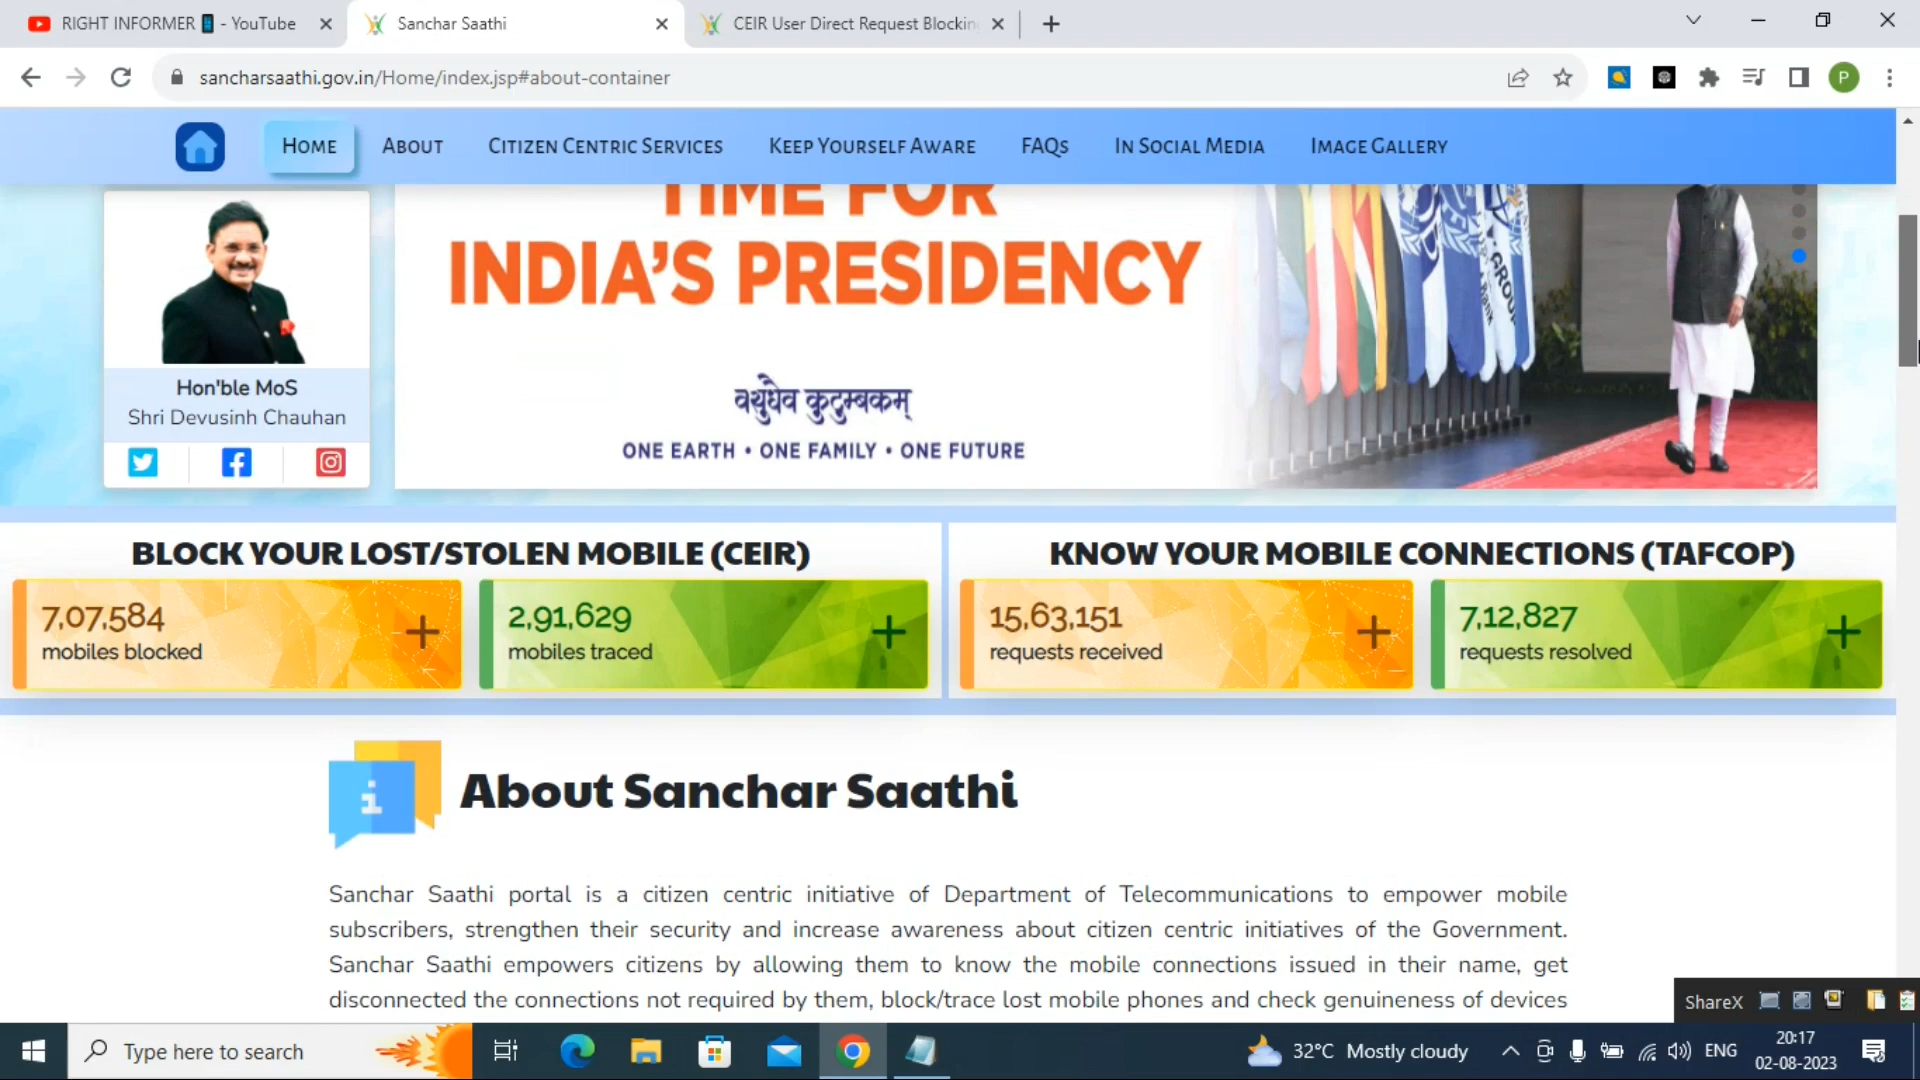 RIGHT INFORMER - YouTube
Sanchar Saathi
CEIR User Direct Request Blockin
sancharsaathi.gov.in/Home/index.jsp#about-container
P
HOME
ABOUT
CITIZEN CENTRIC SERVICES
KEEP YOURSELF AWARE
FAQs
IN SOCIAL MEDIA
IMAGE GALLERY
TIME FOR
INDIA'S PRESIDENCY
वसुधैव कुटुम्बकम्
ONE EARTH • ONE FAMILY • ONE FUTURE
Hon'ble MoS
Shri Devusinh Chauhan
BLOCK YOUR LOST/STOLEN MOBILE (CEIR)
KNOW YOUR MOBILE CONNECTIONS (TAFCOP)
7,07,584
mobiles blocked
+
2,91,629
mobiles traced
+
15,63,151
requests received
+
7,12,827
requests resolved
+
i
About Sanchar Saathi
Sanchar Saathi portal is a citizen centric initiative of Department of Telecommunications to empower mobile
subscribers, strengthen their security and increase awareness about citizen centric initiatives of the Government.
Sanchar Saathi empowers citizens by allowing them to know the mobile connections issued in their name, get
disconnected the connections not required by them, block/trace lost mobile phones and check genuineness of devices
ShareX
Type here to search
32°C Mostly cloudy
ENG
20:17
02-08-2023